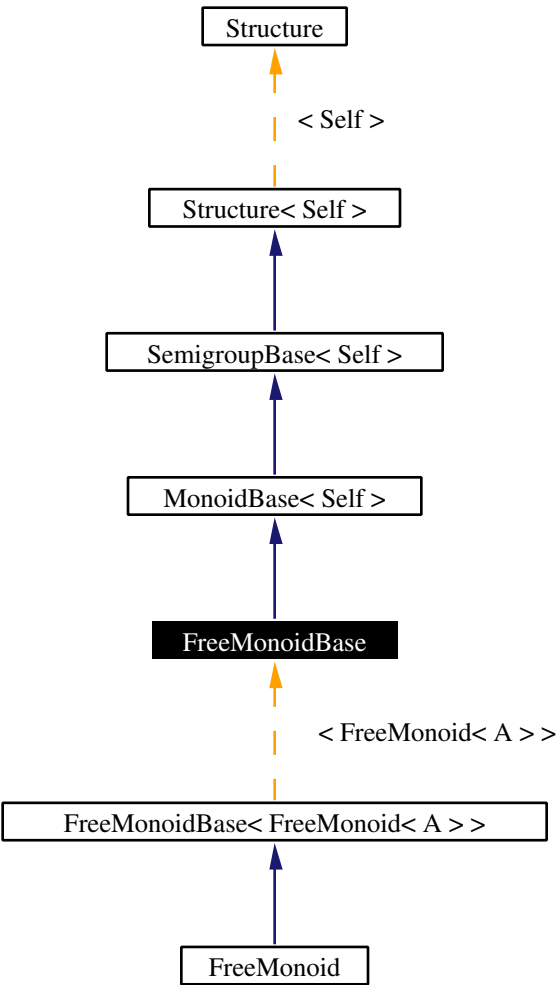 Structure
< Self >
Structure< Self >
SemigroupBase< Self >
MonoidBase< Self >
FreeMonoidBase
< FreeMonoid< A > >
FreeMonoidBase< FreeMonoid< A > >
FreeMonoid